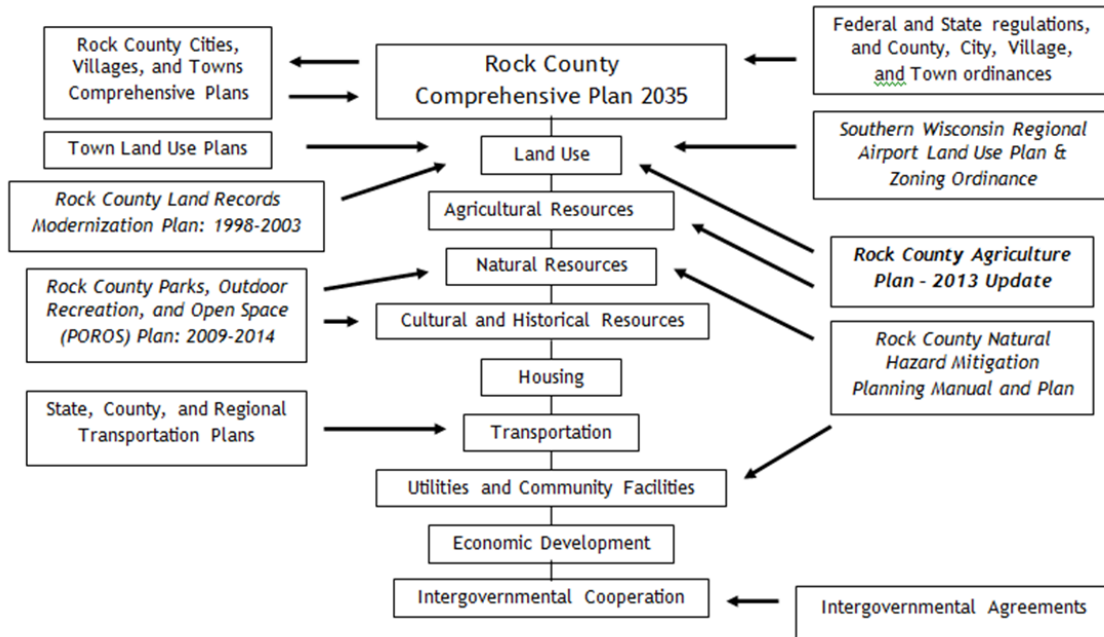 Rock County Cities,
Villages, and Towns
Comprehensive Plans
Rock County
Comprehensive Plan 2035
Federal and State regulations,
and County, City, Village,
and Town ordinances
Town Land Use Plans
Land Use
Southern Wisconsin Regional
Airport Land Use Plan &
Zoning Ordinance
Rock County Land Records
Modernization Plan: 1998-2003
Agricultural Resources
Rock County Agriculture
Plan - 2013 Update
Natural Resources
Rock County Parks, Outdoor
Recreation, and Open Space
(POROS) Plan: 2009-2014
Cultural and Historical Resources
Rock County Natural
Hazard Mitigation
Planning Manual and Plan
Housing
State, County, and Regional
Transportation Plans
Transportation
Utilities and Community Facilities
Economic Development
Intergovernmental Cooperation
Intergovernmental Agreements